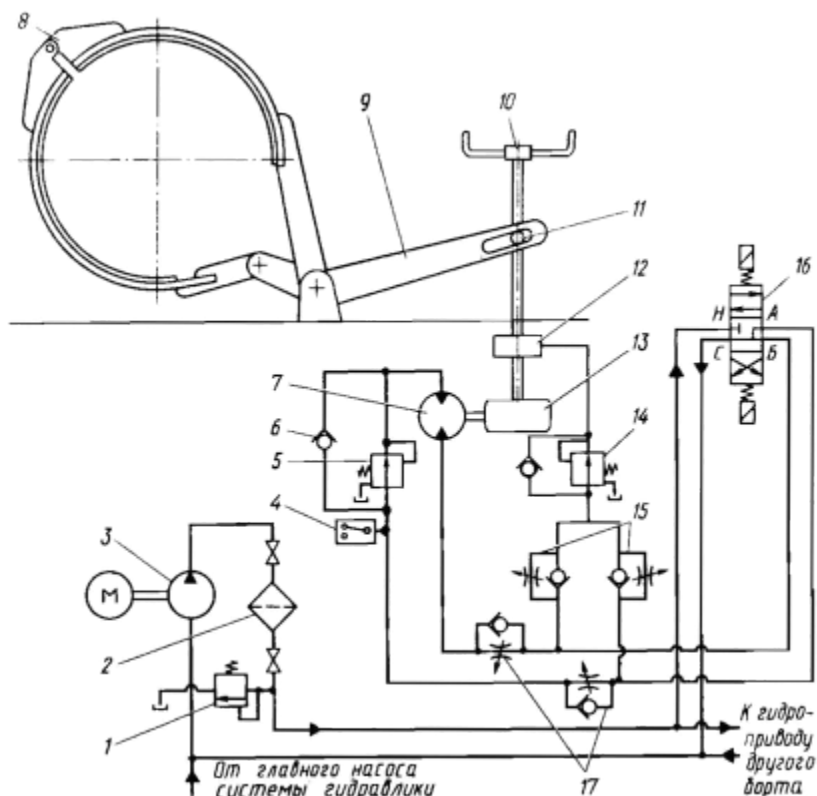 8
9
10
11
12
13
14
16
Н А
С Б
7
6
5
4
3
15
М
2
1
17
К гидро-
приводу
другого
борта
От главного насоса
системы гидравлики